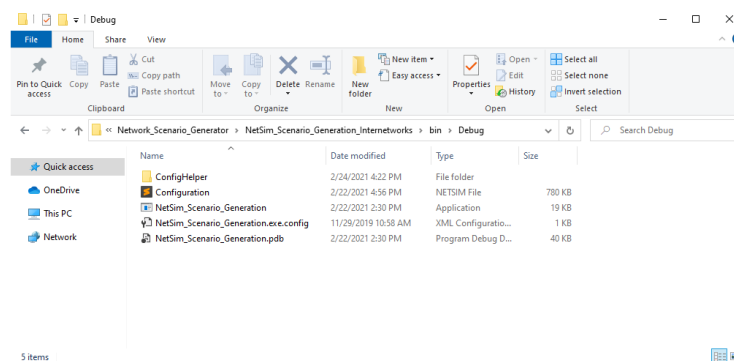 Debug
File Home Share View
Pin to Quick access
Copy
Paste
Cut
Copy path
Paste shortcut
Clipboard
Move to
Copy to
Delete
Rename
Organize
New folder
New item
Easy access
New
Properties
Open
Edit
History
Open
Select all
Select none
Invert selection
Select
« Network_Scenario_Generator > NetSim_Scenario_Generation_Internetworks > bin > Debug
Search Debug
Quick access
OneDrive
This PC
Network
Name Date modified Type Size
ConfigHelper 2/24/2021 4:22 PM File folder
Configuration 2/22/2021 4:56 PM NETSIM File 780 KB
NetSim_Scenario_Generation 2/22/2021 2:30 PM Application 19 KB
NetSim_Scenario_Generation.exe.config 11/29/2019 10:58 AM XML Configuratio... 1 KB
NetSim_Scenario_Generation.pdb 2/22/2021 2:30 PM Program Debug D... 40 KB
5 items